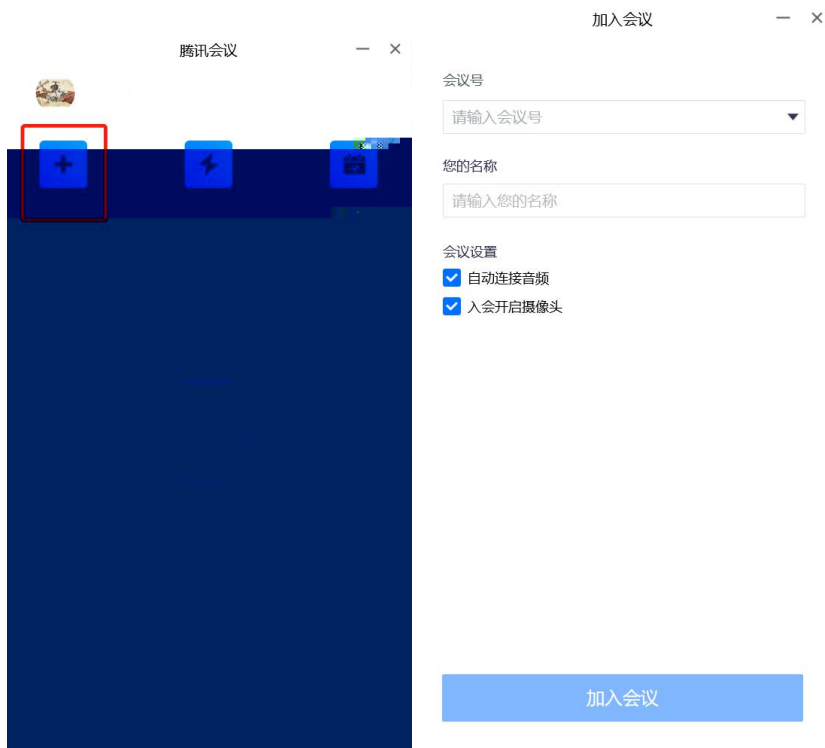 腾讯会议
加入会议
会议号
请输入会议号
您的名称
请输入您的名称
会议设置
自动连接音频
入会开启摄像头
加入会议